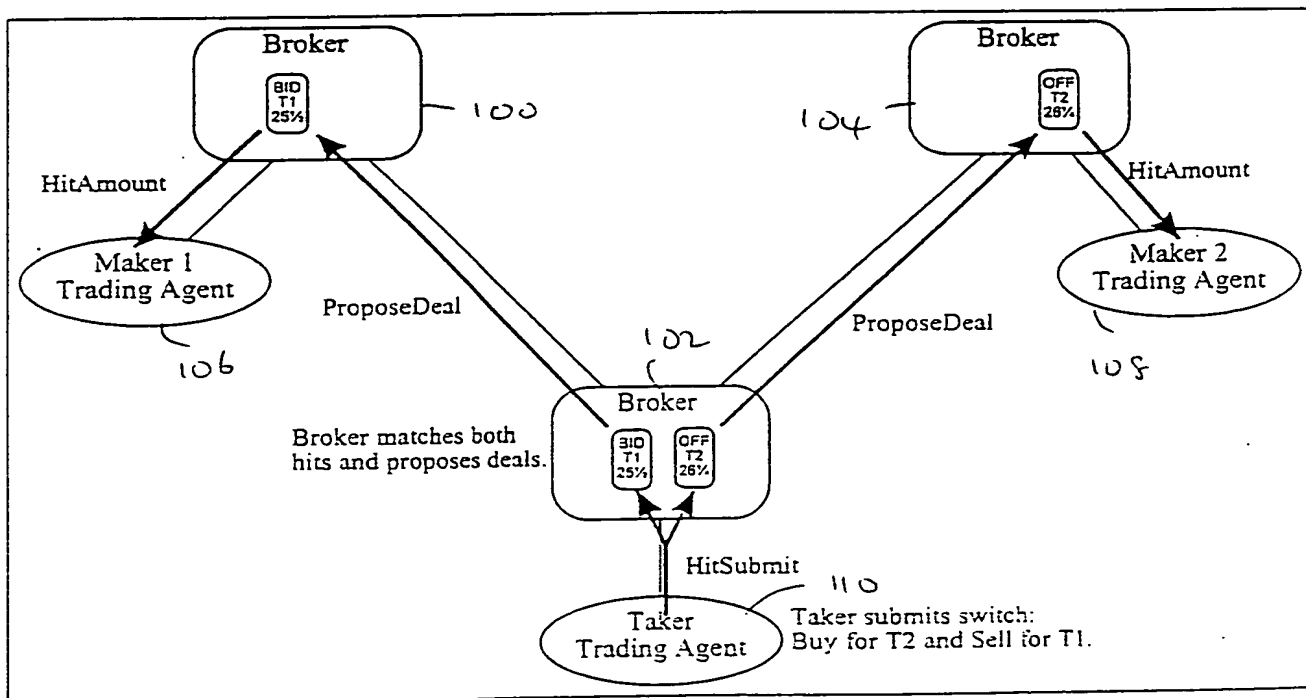 Broker
BID
T1
25½
100
HitAmount
Maker 1
Trading Agent
106
ProposeDeal
Broker
OFF
T2
26¼
104
HitAmount
Maker 2
Trading Agent
108
ProposeDeal
102
Broker
BID
T1
25½
OFF
T2
26¼
Broker matches both
hits and proposes deals.
HitSubmit
110
Taker
Trading Agent
Taker submits switch:
Buy for T2 and Sell for T1.